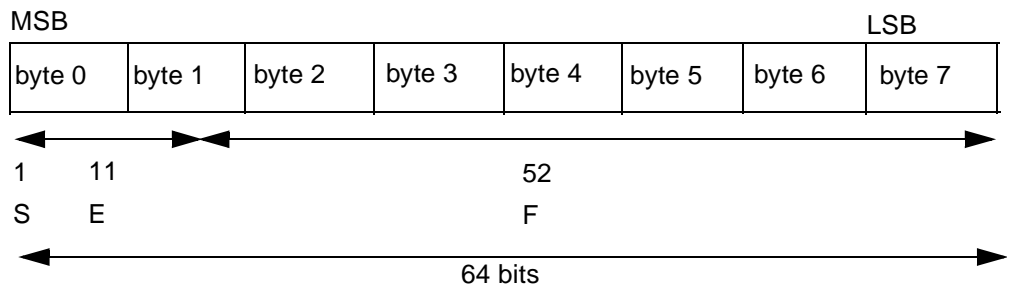 MSB LSB
byte 0 byte 1 byte 2 byte 3 byte 4 byte 5 byte 6 byte 7
1 11 52
S E F
64 bits